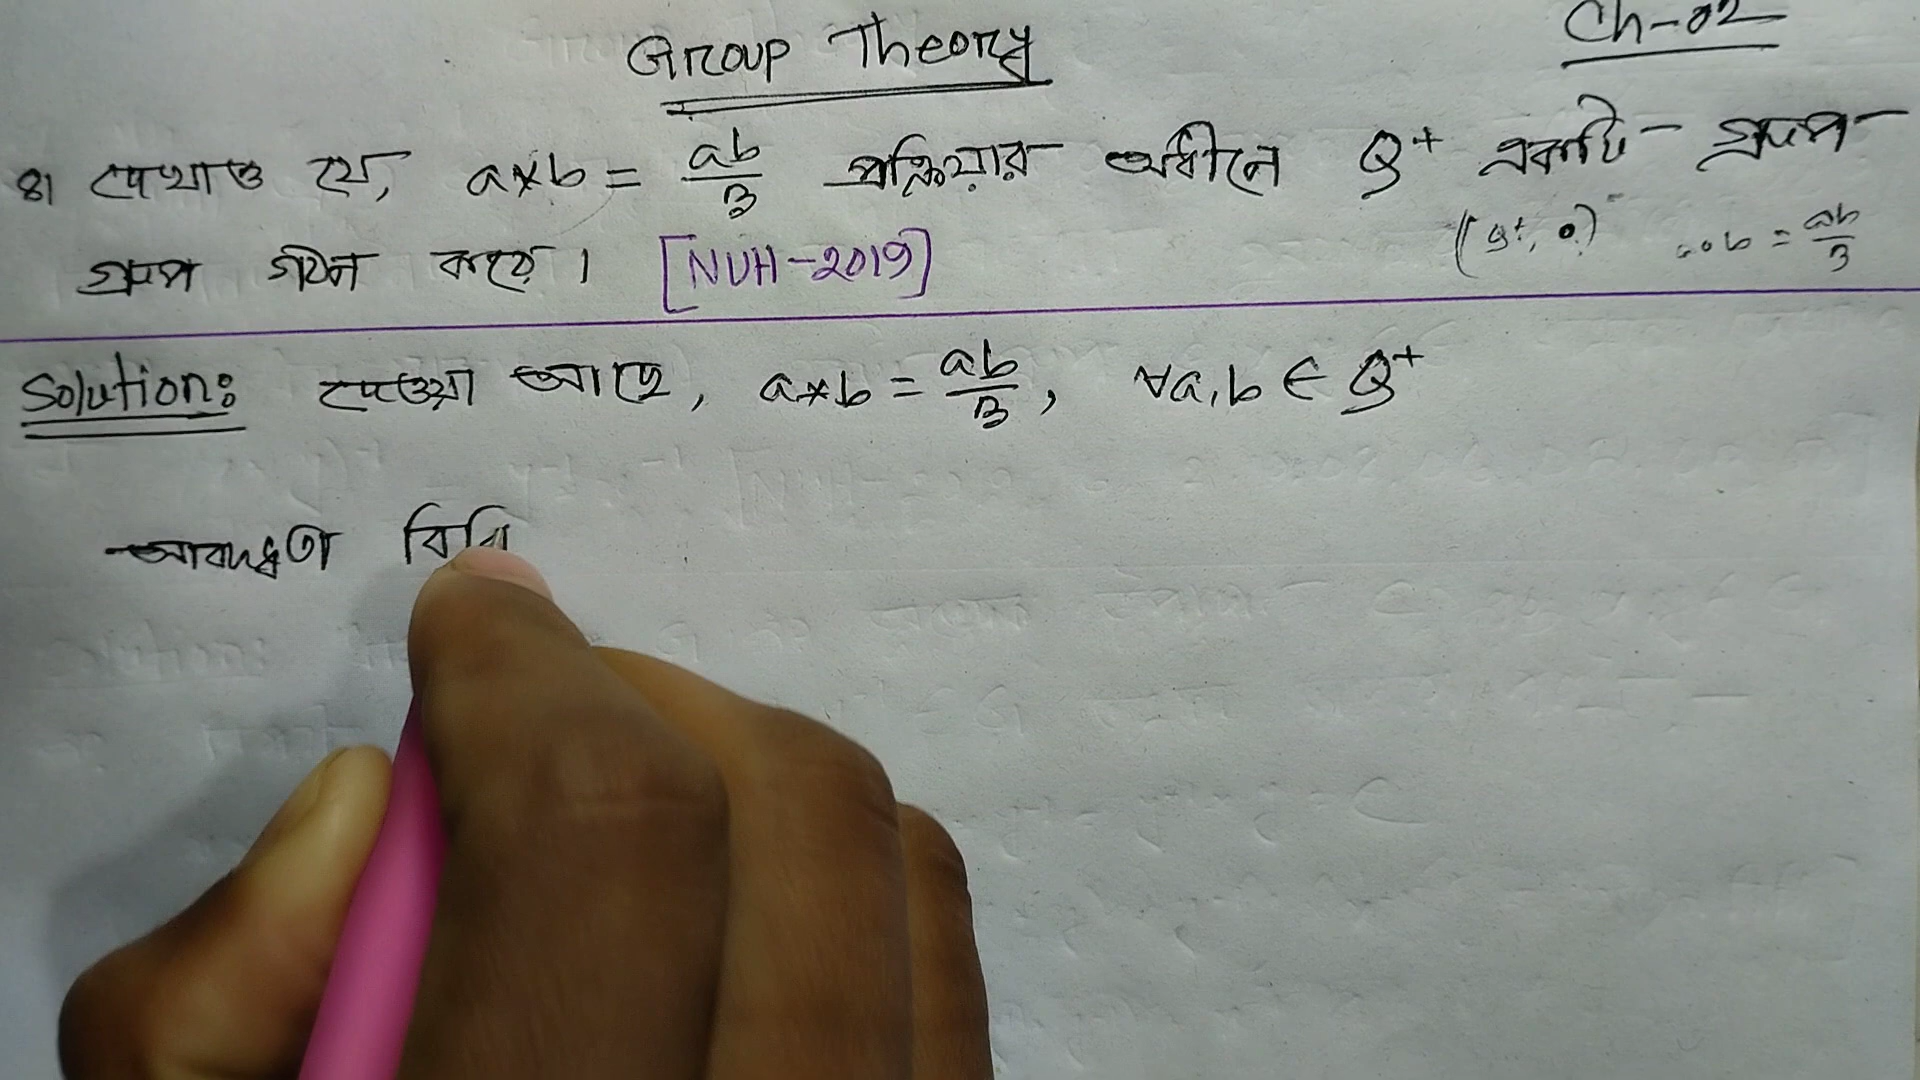 Group Theory
Ch-02
৪। দেখাও যে, a*b = ab/3 প্রক্রিয়ার অধীনে Q⁺ একটি গ্রুপ
গ্রুপ গঠন করে। [NUH-2019] (Q⁺, o) aob = ab/3
Solution: দেওয়া আছে, a*b = ab/3, ∀a,b ∈ Q⁺
আবদ্ধতা বিধি